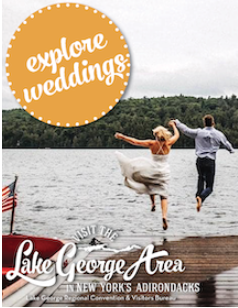 explore
weddings
VISIT THE
Lake George Area
IN NEW YORK'S ADIRONDACKS
Lake George Regional Convention & Visitors Bureau